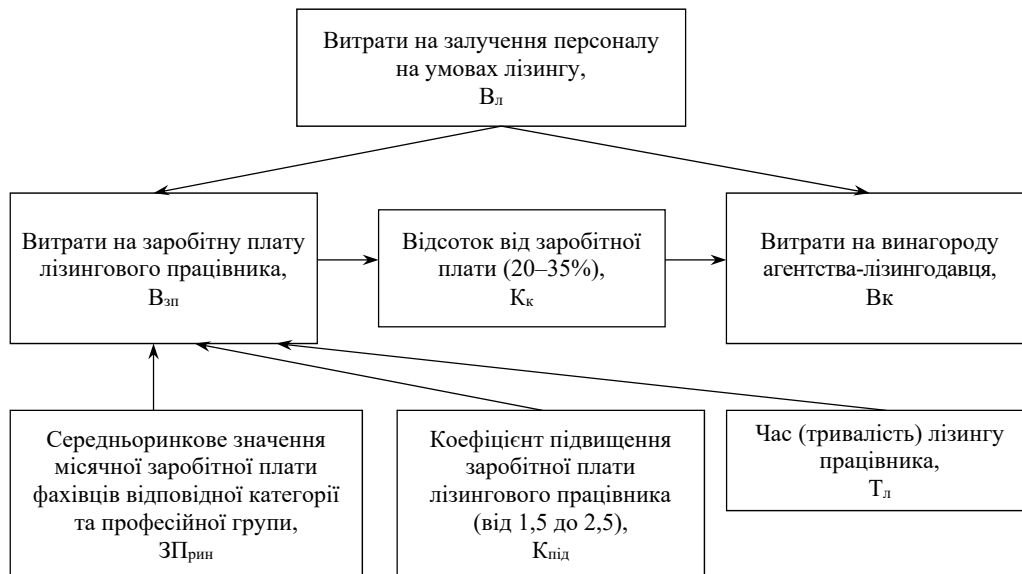 Витрати на залучення персоналу
на умовах лізингу,
Вл
Витрати на заробітну плату
лізингового працівника,
Взп
Відсоток від заробітної
плати (20–35%),
Кк
Витрати на винагороду
агентства-лізингодавця,
Вк
Середньоринкове значення
місячної заробітної плати
фахівців відповідної категорії
та професійної групи,
ЗПрин
Коефіцієнт підвищення
заробітної плати
лізингового працівника
(від 1,5 до 2,5),
Кпід
Час (тривалість) лізингу
працівника,
Тл